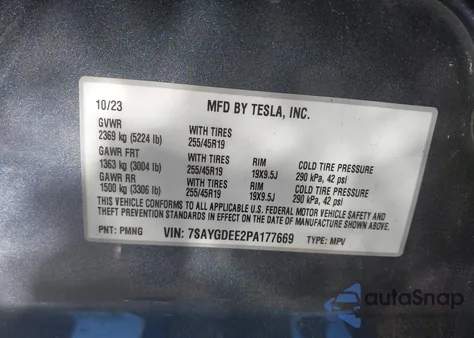 10/23 MFD BY TESLA, INC.
GVWR
2369 kg (5224 lb) WITH TIRES 255/45R19
GAWR FRT WITH TIRES RIM COLD TIRE PRESSURE
1363 kg (3004 lb) 255/45R19 19X9.5J 290 kPa, 42 psi
GAWR RR WITH TIRES RIM COLD TIRE PRESSURE
1500 kg (3306 lb) 255/45R19 19X9.5J 290 kPa, 42 psi
THIS VEHICLE CONFORMS TO ALL APPLICABLE U.S. FEDERAL MOTOR VEHICLE SAFETY AND
THEFT PREVENTION STANDARDS IN EFFECT ON THE DATE OF MANUFACTURE SHOWN ABOVE.
PNT: PMNG VIN: 7SAYGDEE2PA177669 TYPE: MPV
autoSnap